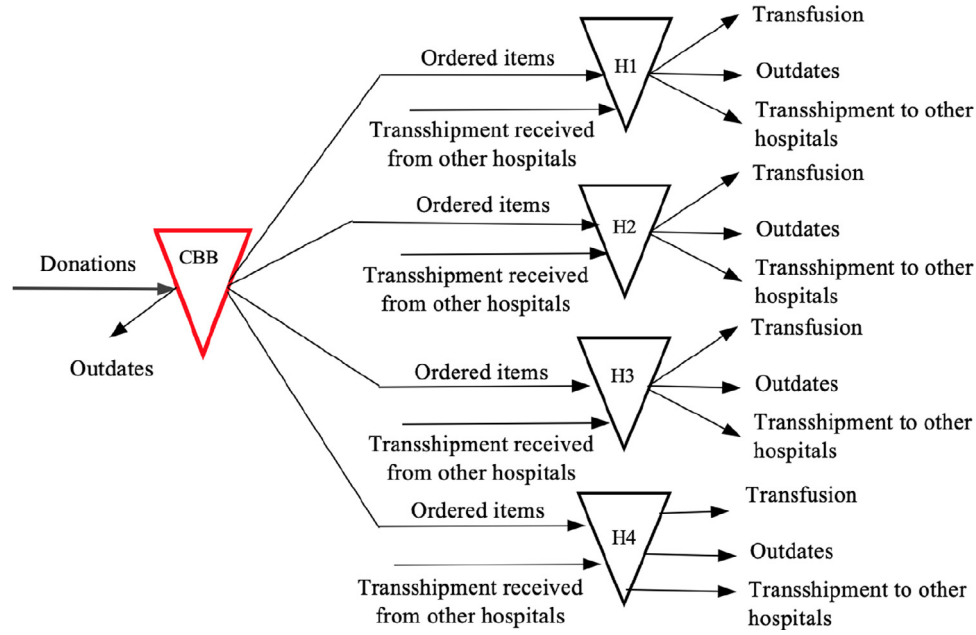 Donations
CBB
Outdates
Ordered items
Transshipment received
from other hospitals
H1
Transfusion
Outdates
Transshipment to other
hospitals
Ordered items
Transshipment received
from other hospitals
H2
Transfusion
Outdates
Transshipment to other
hospitals
Ordered items
Transshipment received
from other hospitals
H3
Transfusion
Outdates
Transshipment to other
hospitals
Ordered items
Transshipment received
from other hospitals
H4
Transfusion
Outdates
Transshipment to other
hospitals